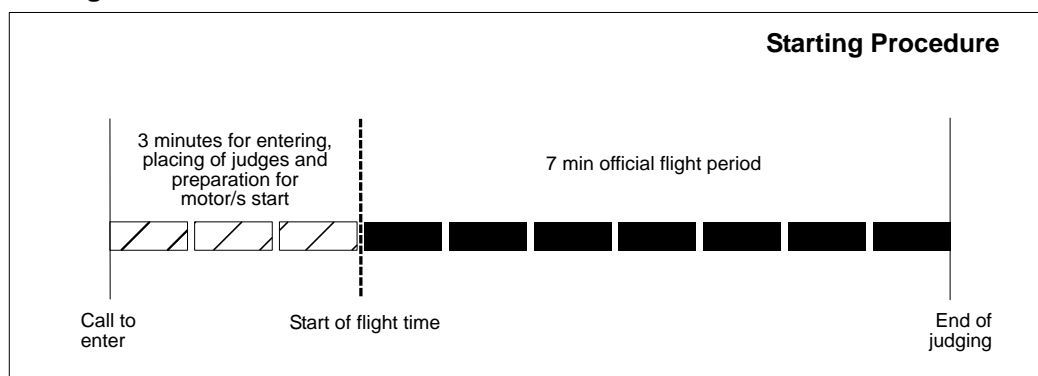 Starting Procedure
3 minutes for entering,
placing of judges and
preparation for
motor/s start
7 min official flight period
Call to
enter
Start of flight time
End of
judging